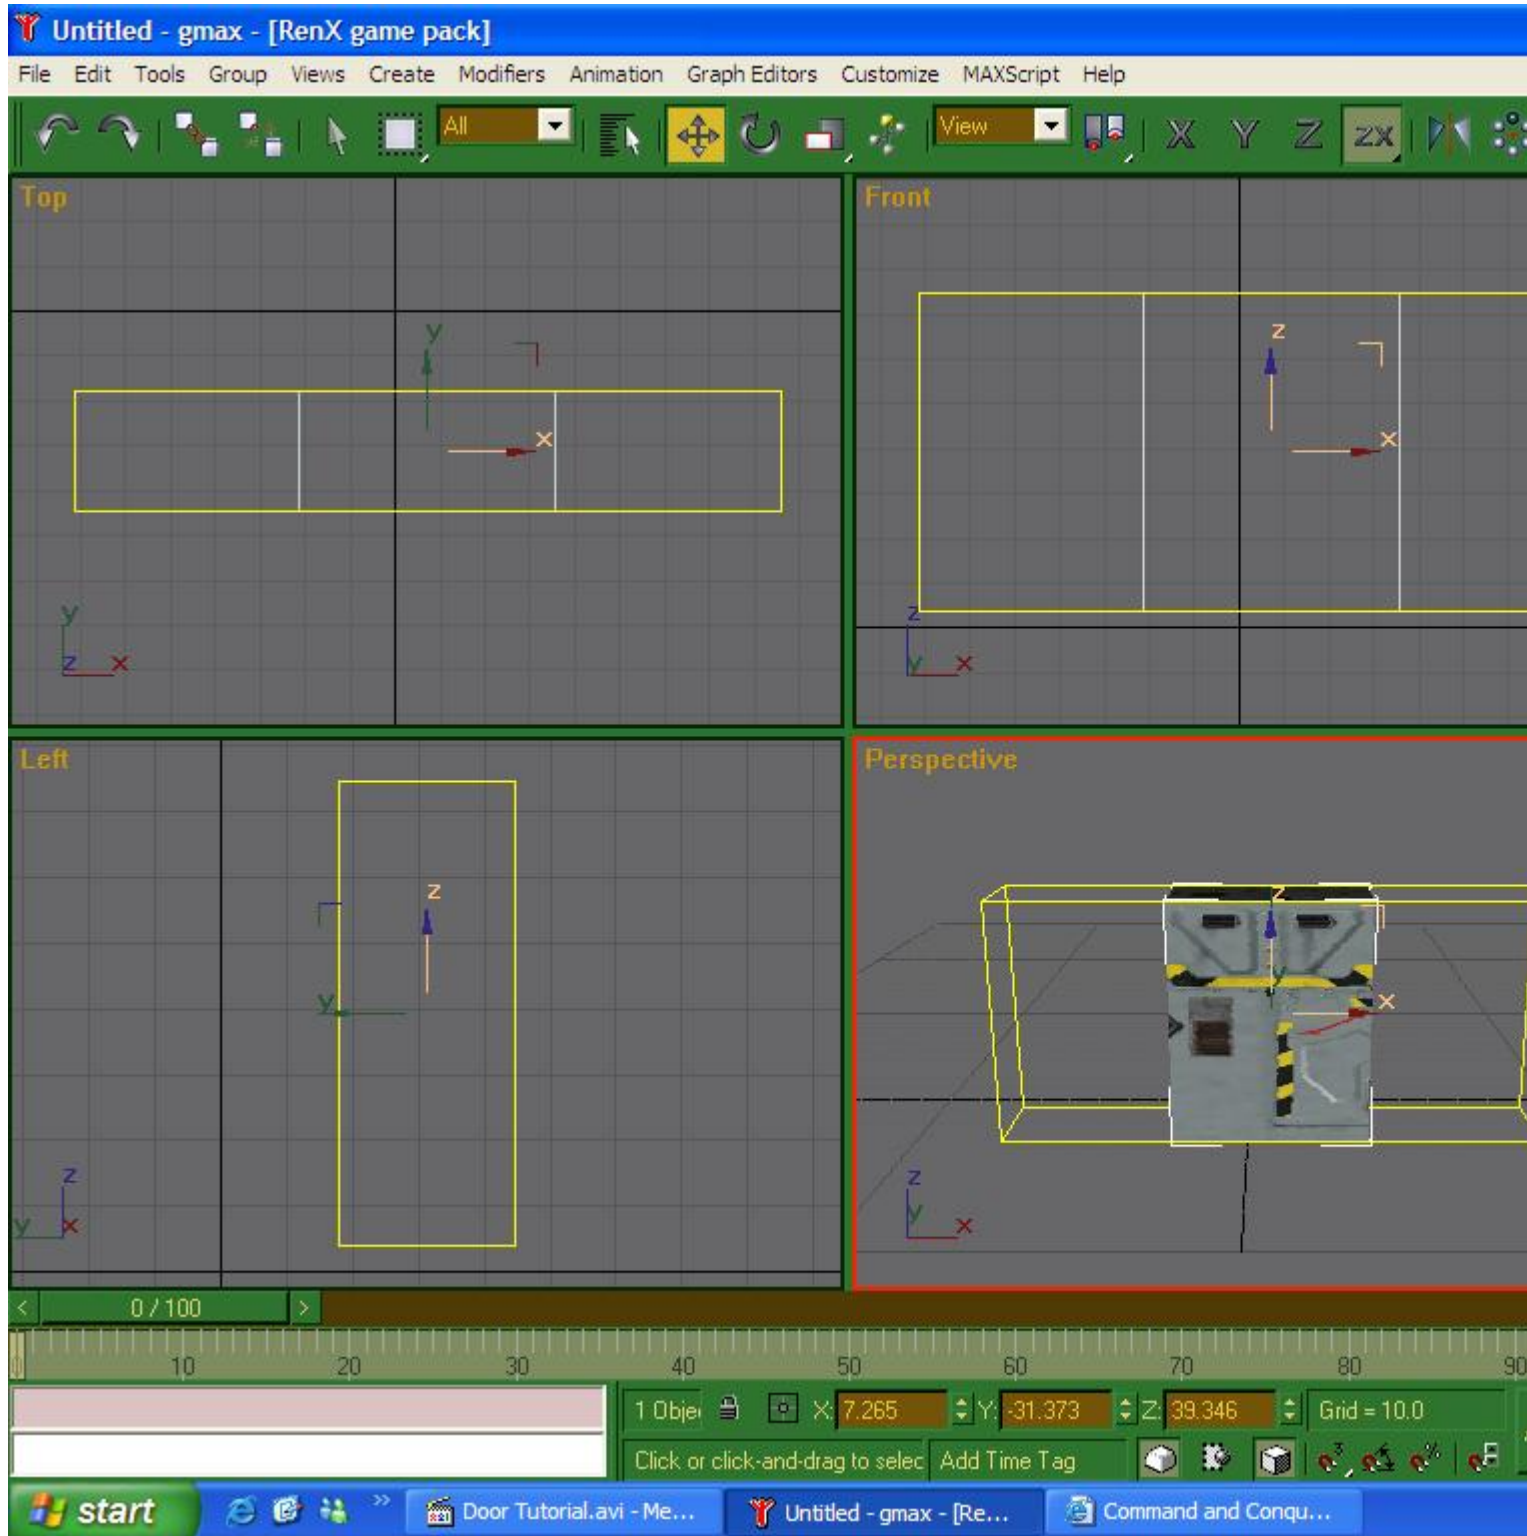 Untitled - gmax - [RenX game pack]
File Edit Tools Group Views Create Modifiers Animation Graph Editors Customize MAXScript Help
All View X Y Z ZX
Top Front
y z
x x
y z
z x y x
Left Perspective
z z
y y x
z z
y x y x
< 0 / 100 >
10 20 30 40 50 60 70 80 90
1 Obje X: 7.265 Y: -31.373 Z: 39.346 Grid = 10.0
Click or click-and-drag to selec Add Time Tag
start » Door Tutorial.avi - Me... Untitled - gmax - [Re... Command and Conqu...